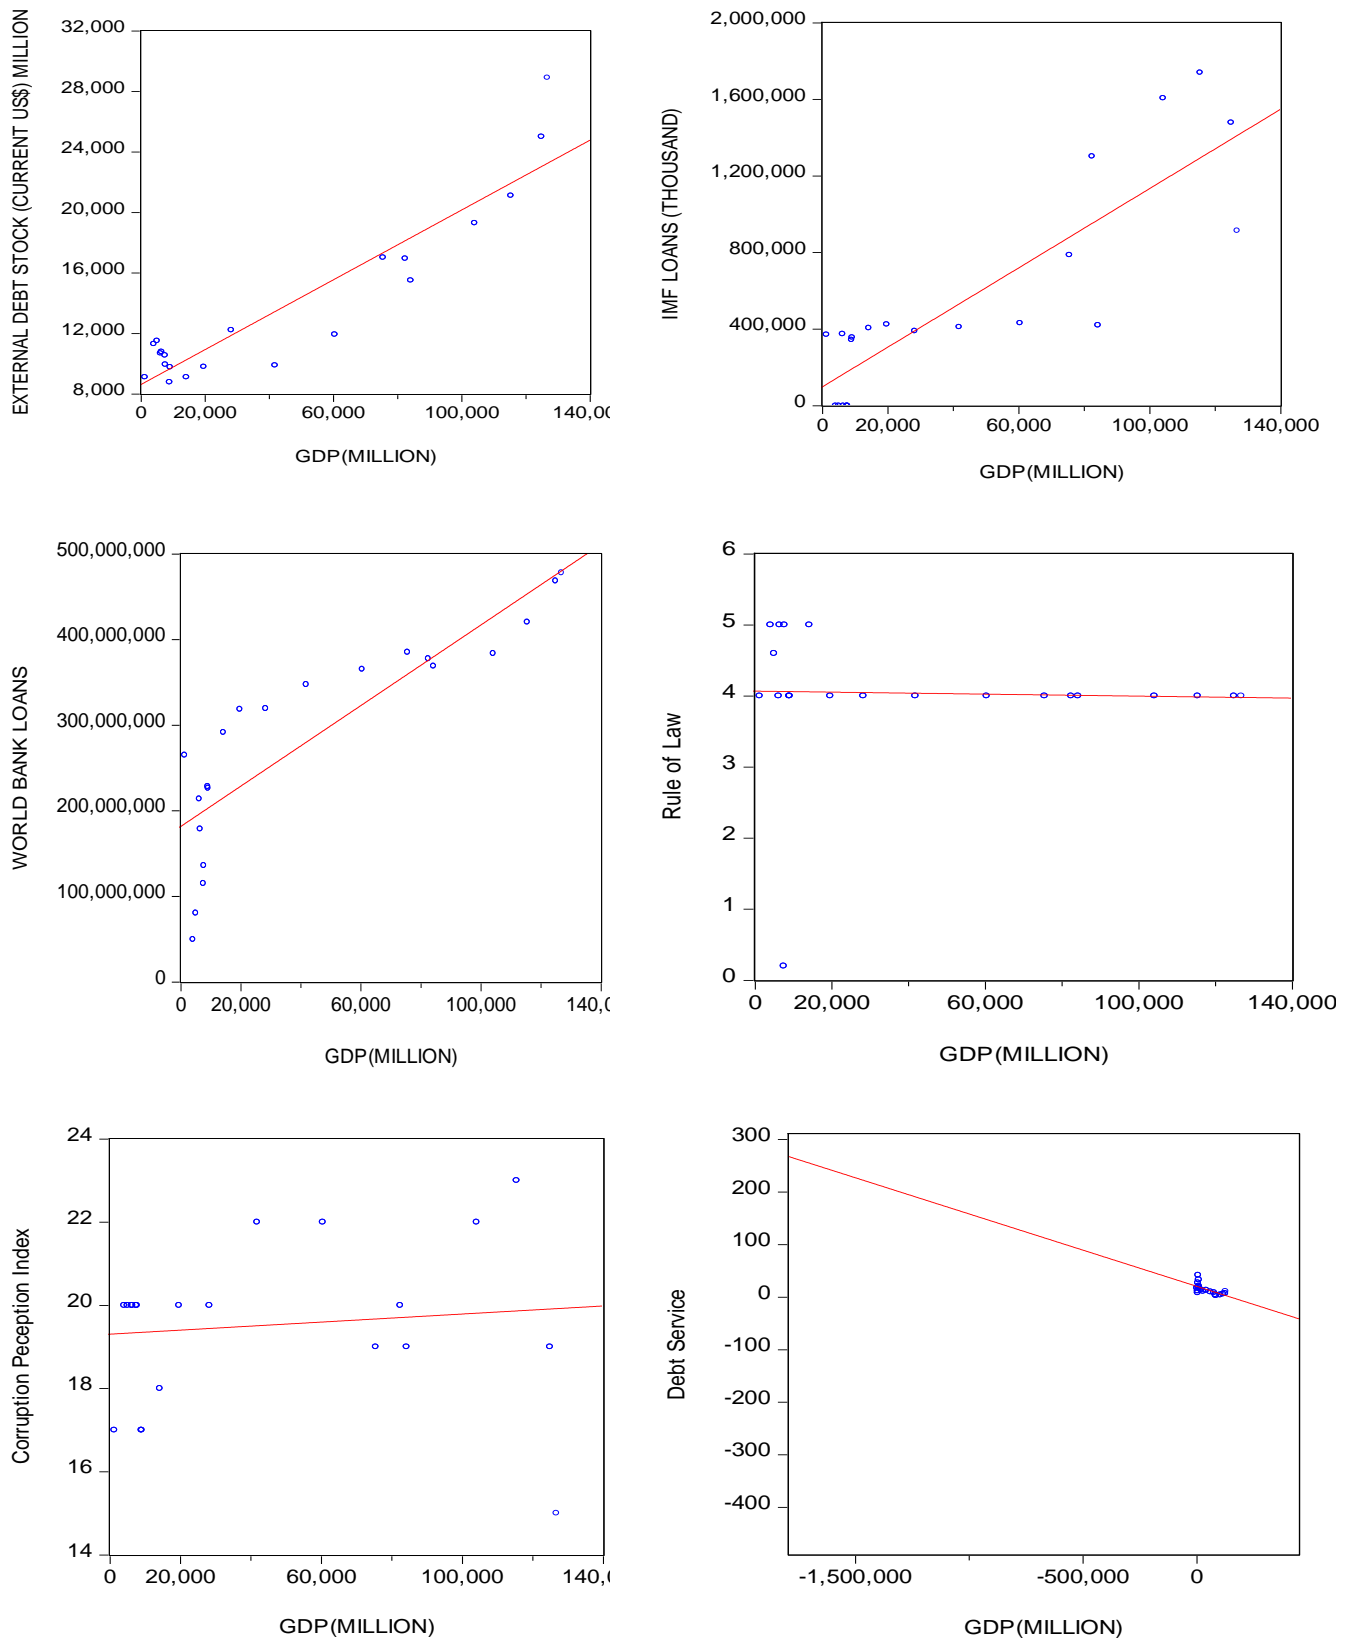 EXTERNAL DEBT STOCK (CURRENT US$) MILLION
32,000
28,000
24,000
20,000
16,000
12,000
8,000
0 20,000 60,000 100,000 140,0
GDP(MILLION)
IMF LOANS (THOUSAND)
2,000,000
1,600,000
1,200,000
800,000
400,000
0
0 20,000 60,000 100,000 140,000
GDP(MILLION)
WORLD BANK LOANS
500,000,000
400,000,000
300,000,000
200,000,000
100,000,000
0
0 20,000 60,000 100,000 140,0
GDP(MILLION)
Rule of Law
6
5
4
3
2
1
0
0 20,000 60,000 100,000 140,000
GDP(MILLION)
Corruption Peception Index
24
22
20
18
16
14
0 20,000 60,000 100,000 140,0
GDP(MILLION)
Debt Service
300
200
100
0
-100
-200
-300
-400
-1,500,000 -500,000 0
GDP(MILLION)